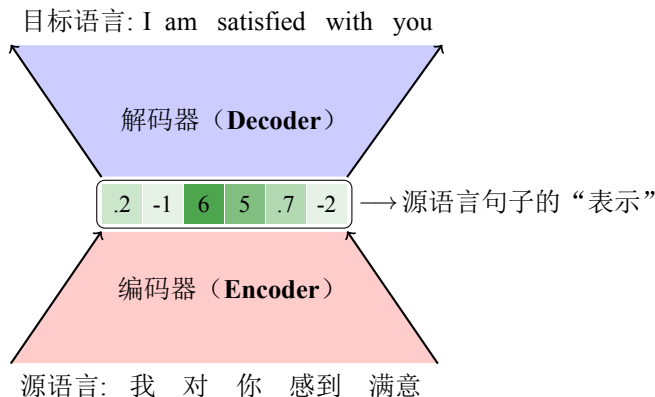 目标语言: I am satisfied with you
解码器（Decoder）
.2 -1 6 5 .7 -2 →源语言句子的“表示”
编码器（Encoder）
源语言: 我 对 你 感到 满意